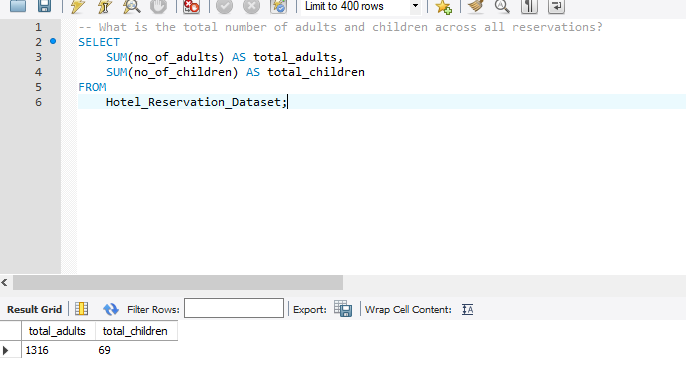 Limit to 400 rows
1 -- What is the total number of adults and children across all reservations?
2 SELECT
3 SUM(no_of_adults) AS total_adults,
4 SUM(no_of_children) AS total_children
5 FROM
6 Hotel_Reservation_Dataset;
Result Grid Filter Rows: Export: Wrap Cell Content: IA
total_adults total_children
1316 69